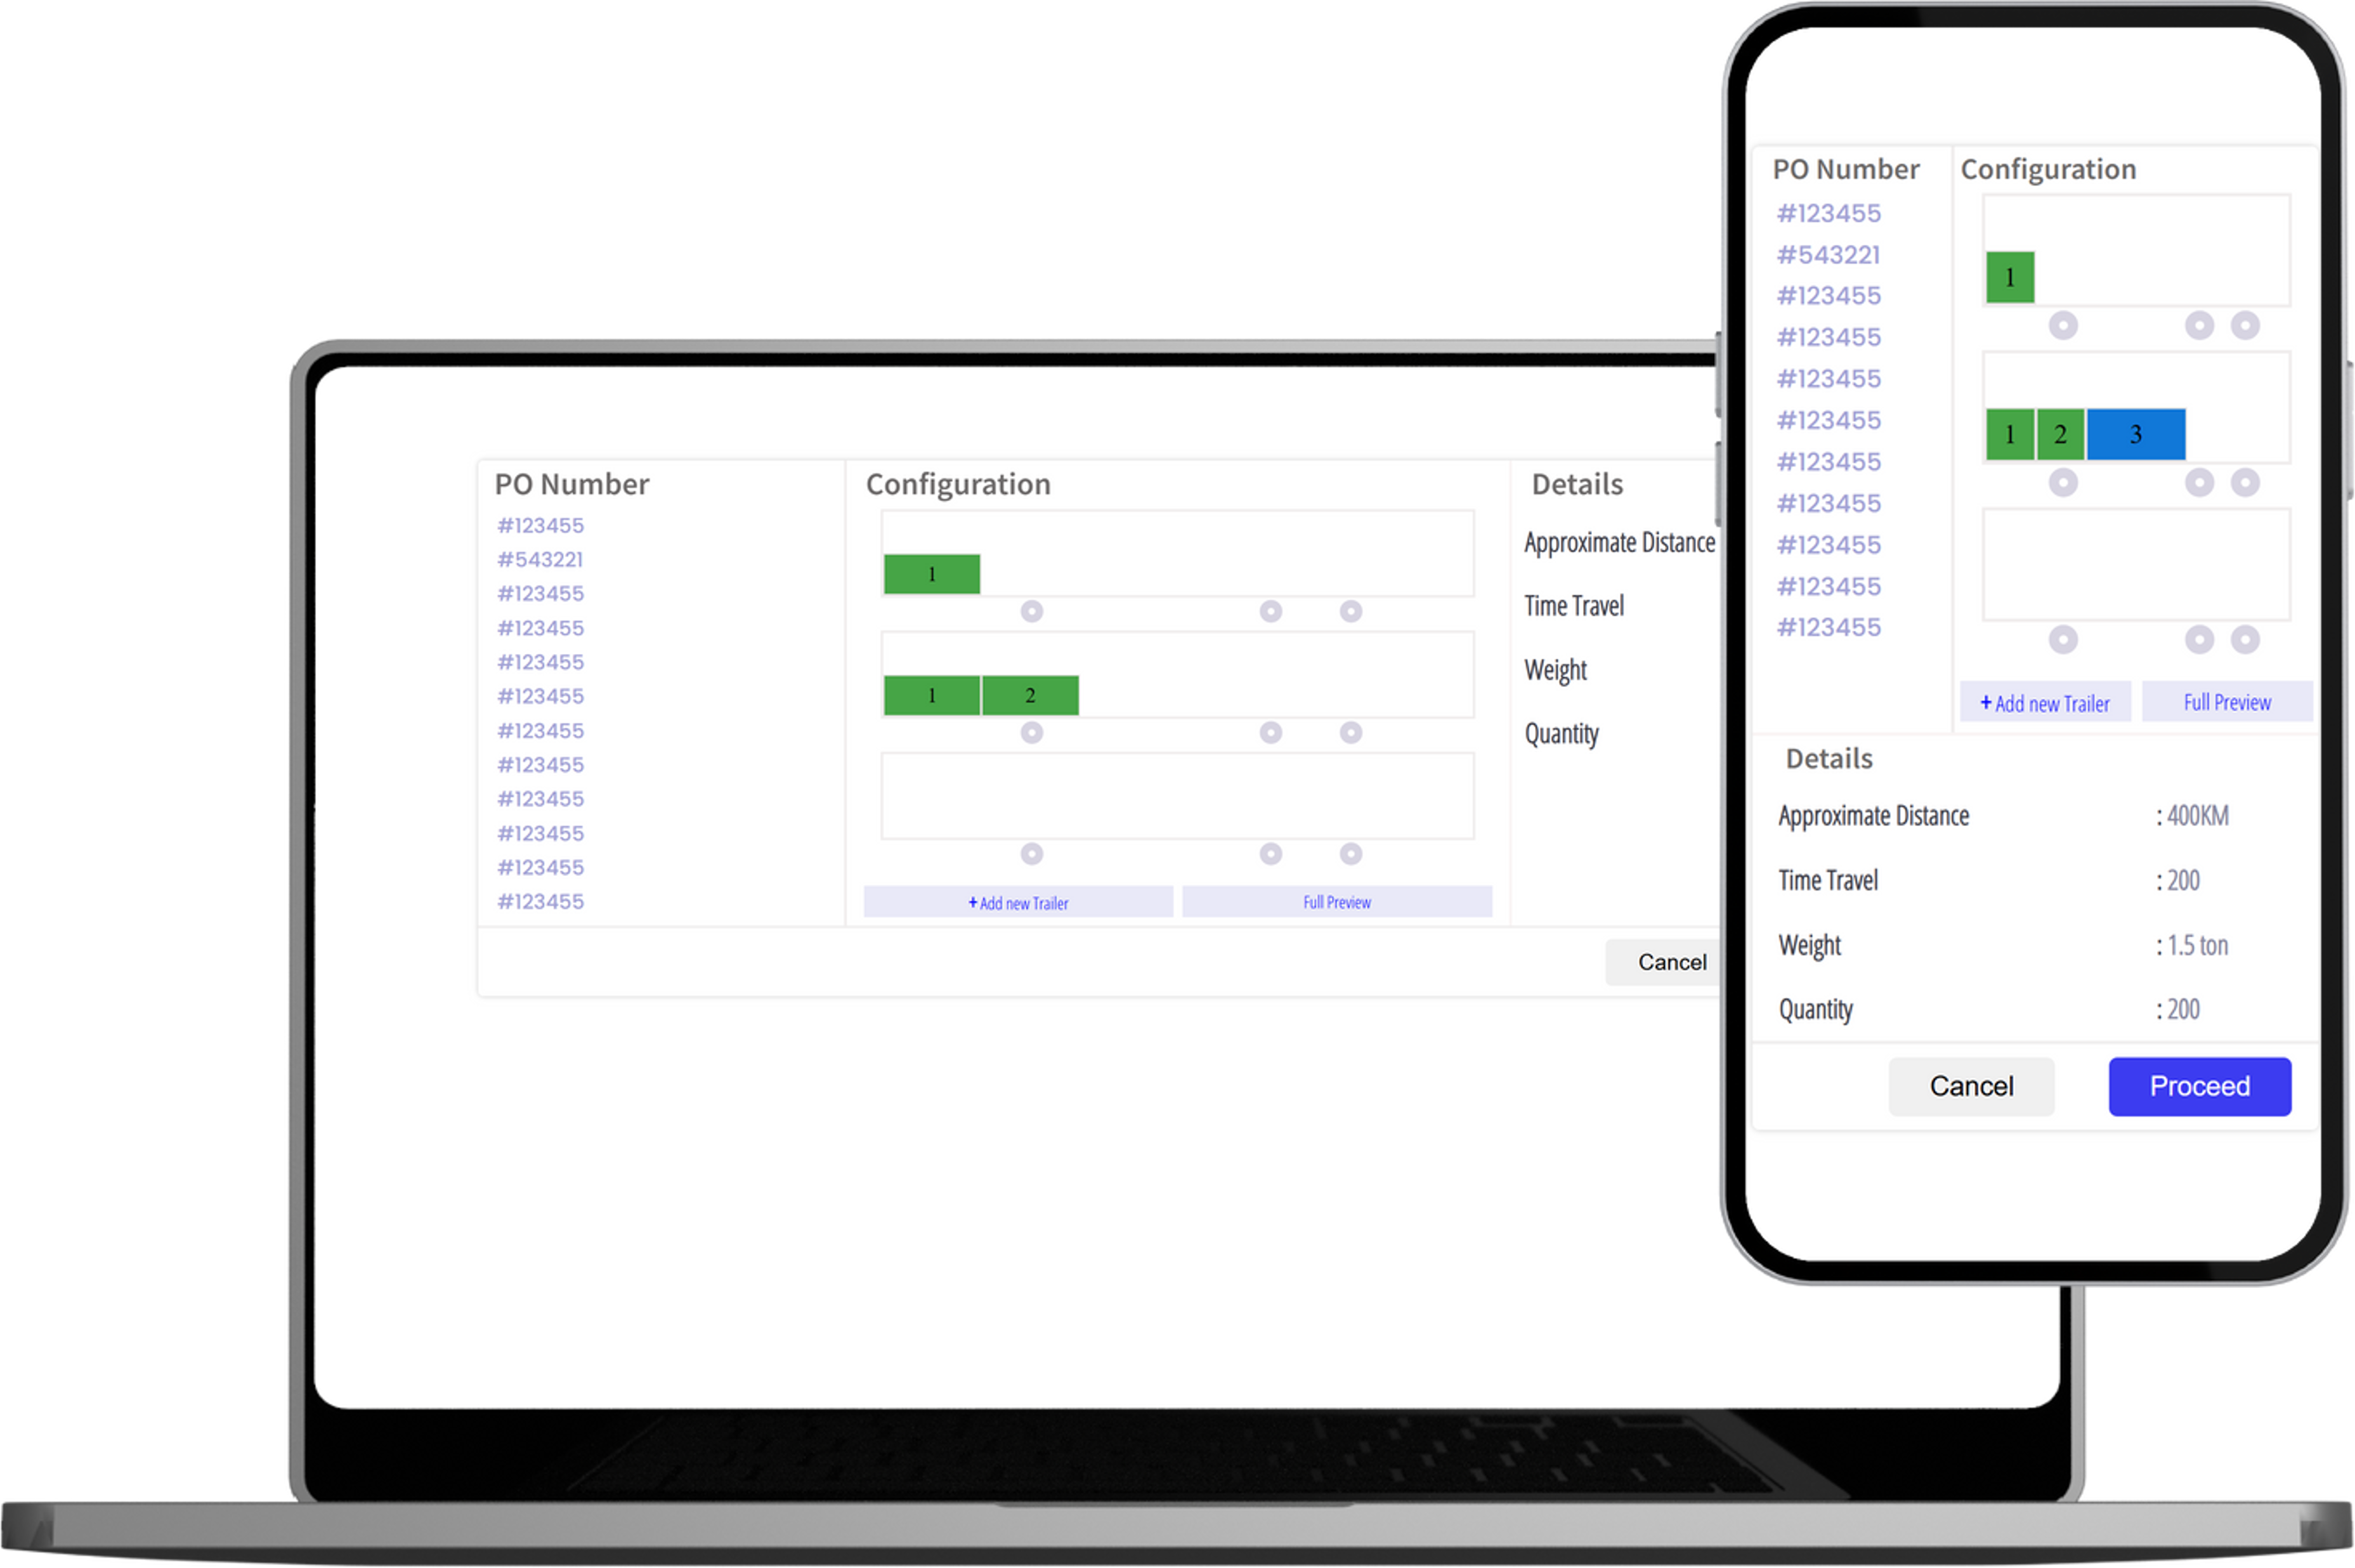 PO Number
#123455
#543221
#123455
#123455
#123455
#123455
#123455
#123455
#123455
#123455
#123455
#123455
Configuration
1
1 2
+ Add new Trailer
Full Preview
Details
Approximate Distance
Time Travel
Weight
Quantity
Cancel
PO Number
#123455
#543221
#123455
#123455
#123455
#123455
#123455
#123455
#123455
#123455
#123455
Configuration
1
1 2 3
+ Add new Trailer
Full Preview
Details
Approximate Distance : 400KM
Time Travel : 200
Weight : 1.5 ton
Quantity : 200
Cancel
Proceed